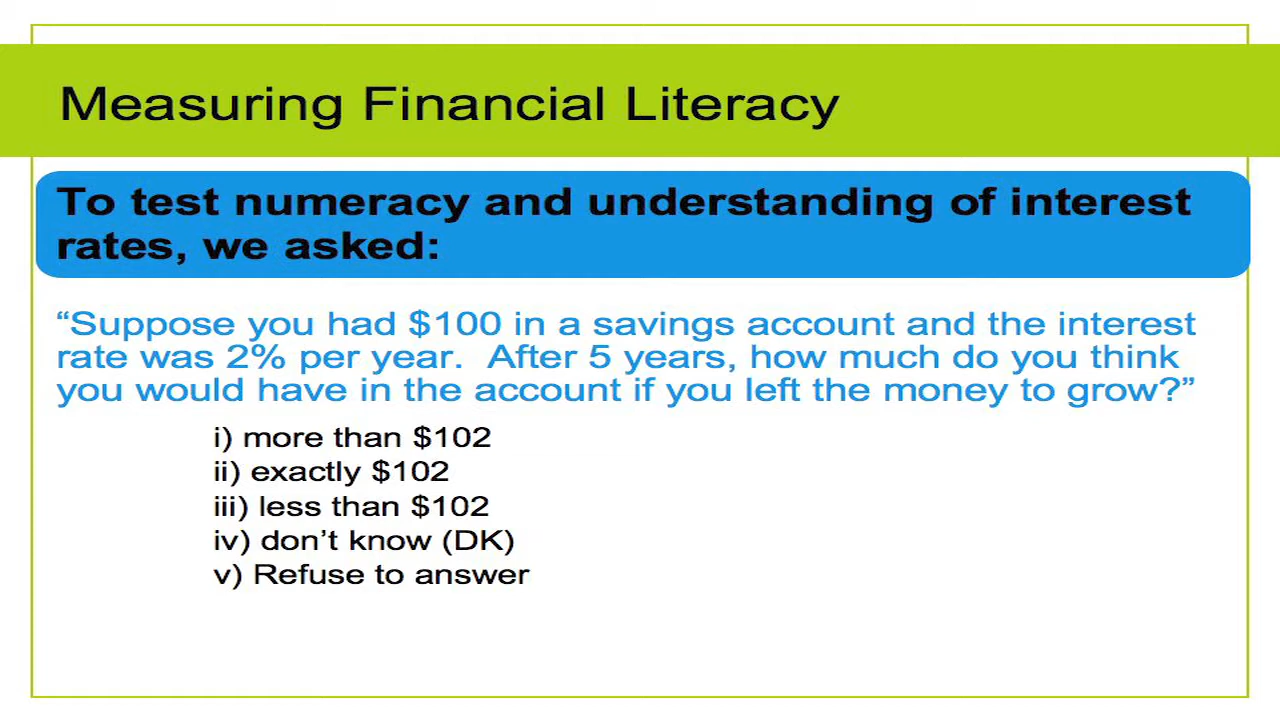 Measuring Financial Literacy
To test numeracy and understanding of interest
rates, we asked:
“Suppose you had $100 in a savings account and the interest
rate was 2% per year.  After 5 years, how much do you think
you would have in the account if you left the money to grow?”
i) more than $102
ii) exactly $102
iii) less than $102
iv) don’t know (DK)
v) Refuse to answer